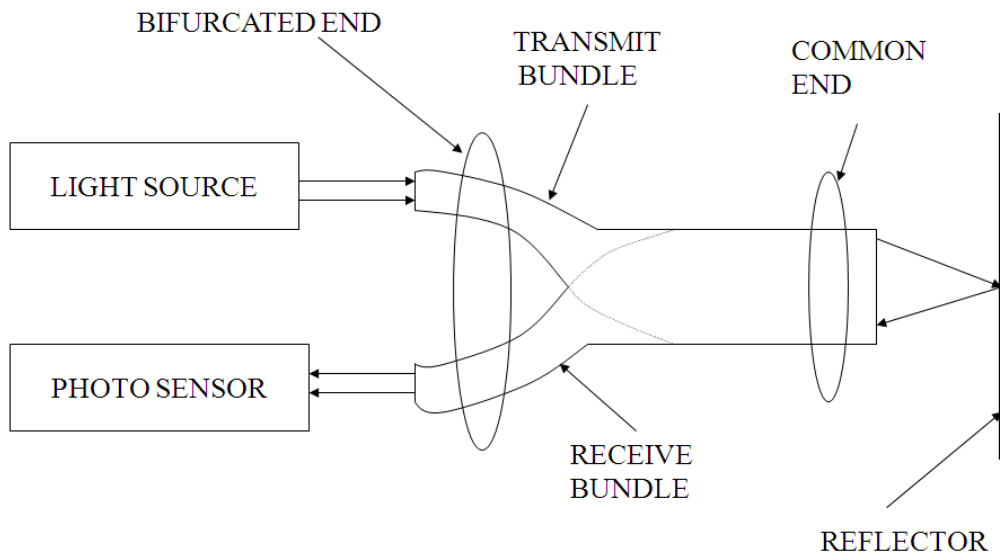 BIFURCATED END
TRANSMIT
BUNDLE
COMMON
END
LIGHT SOURCE
PHOTO SENSOR
RECEIVE
BUNDLE
REFLECTOR